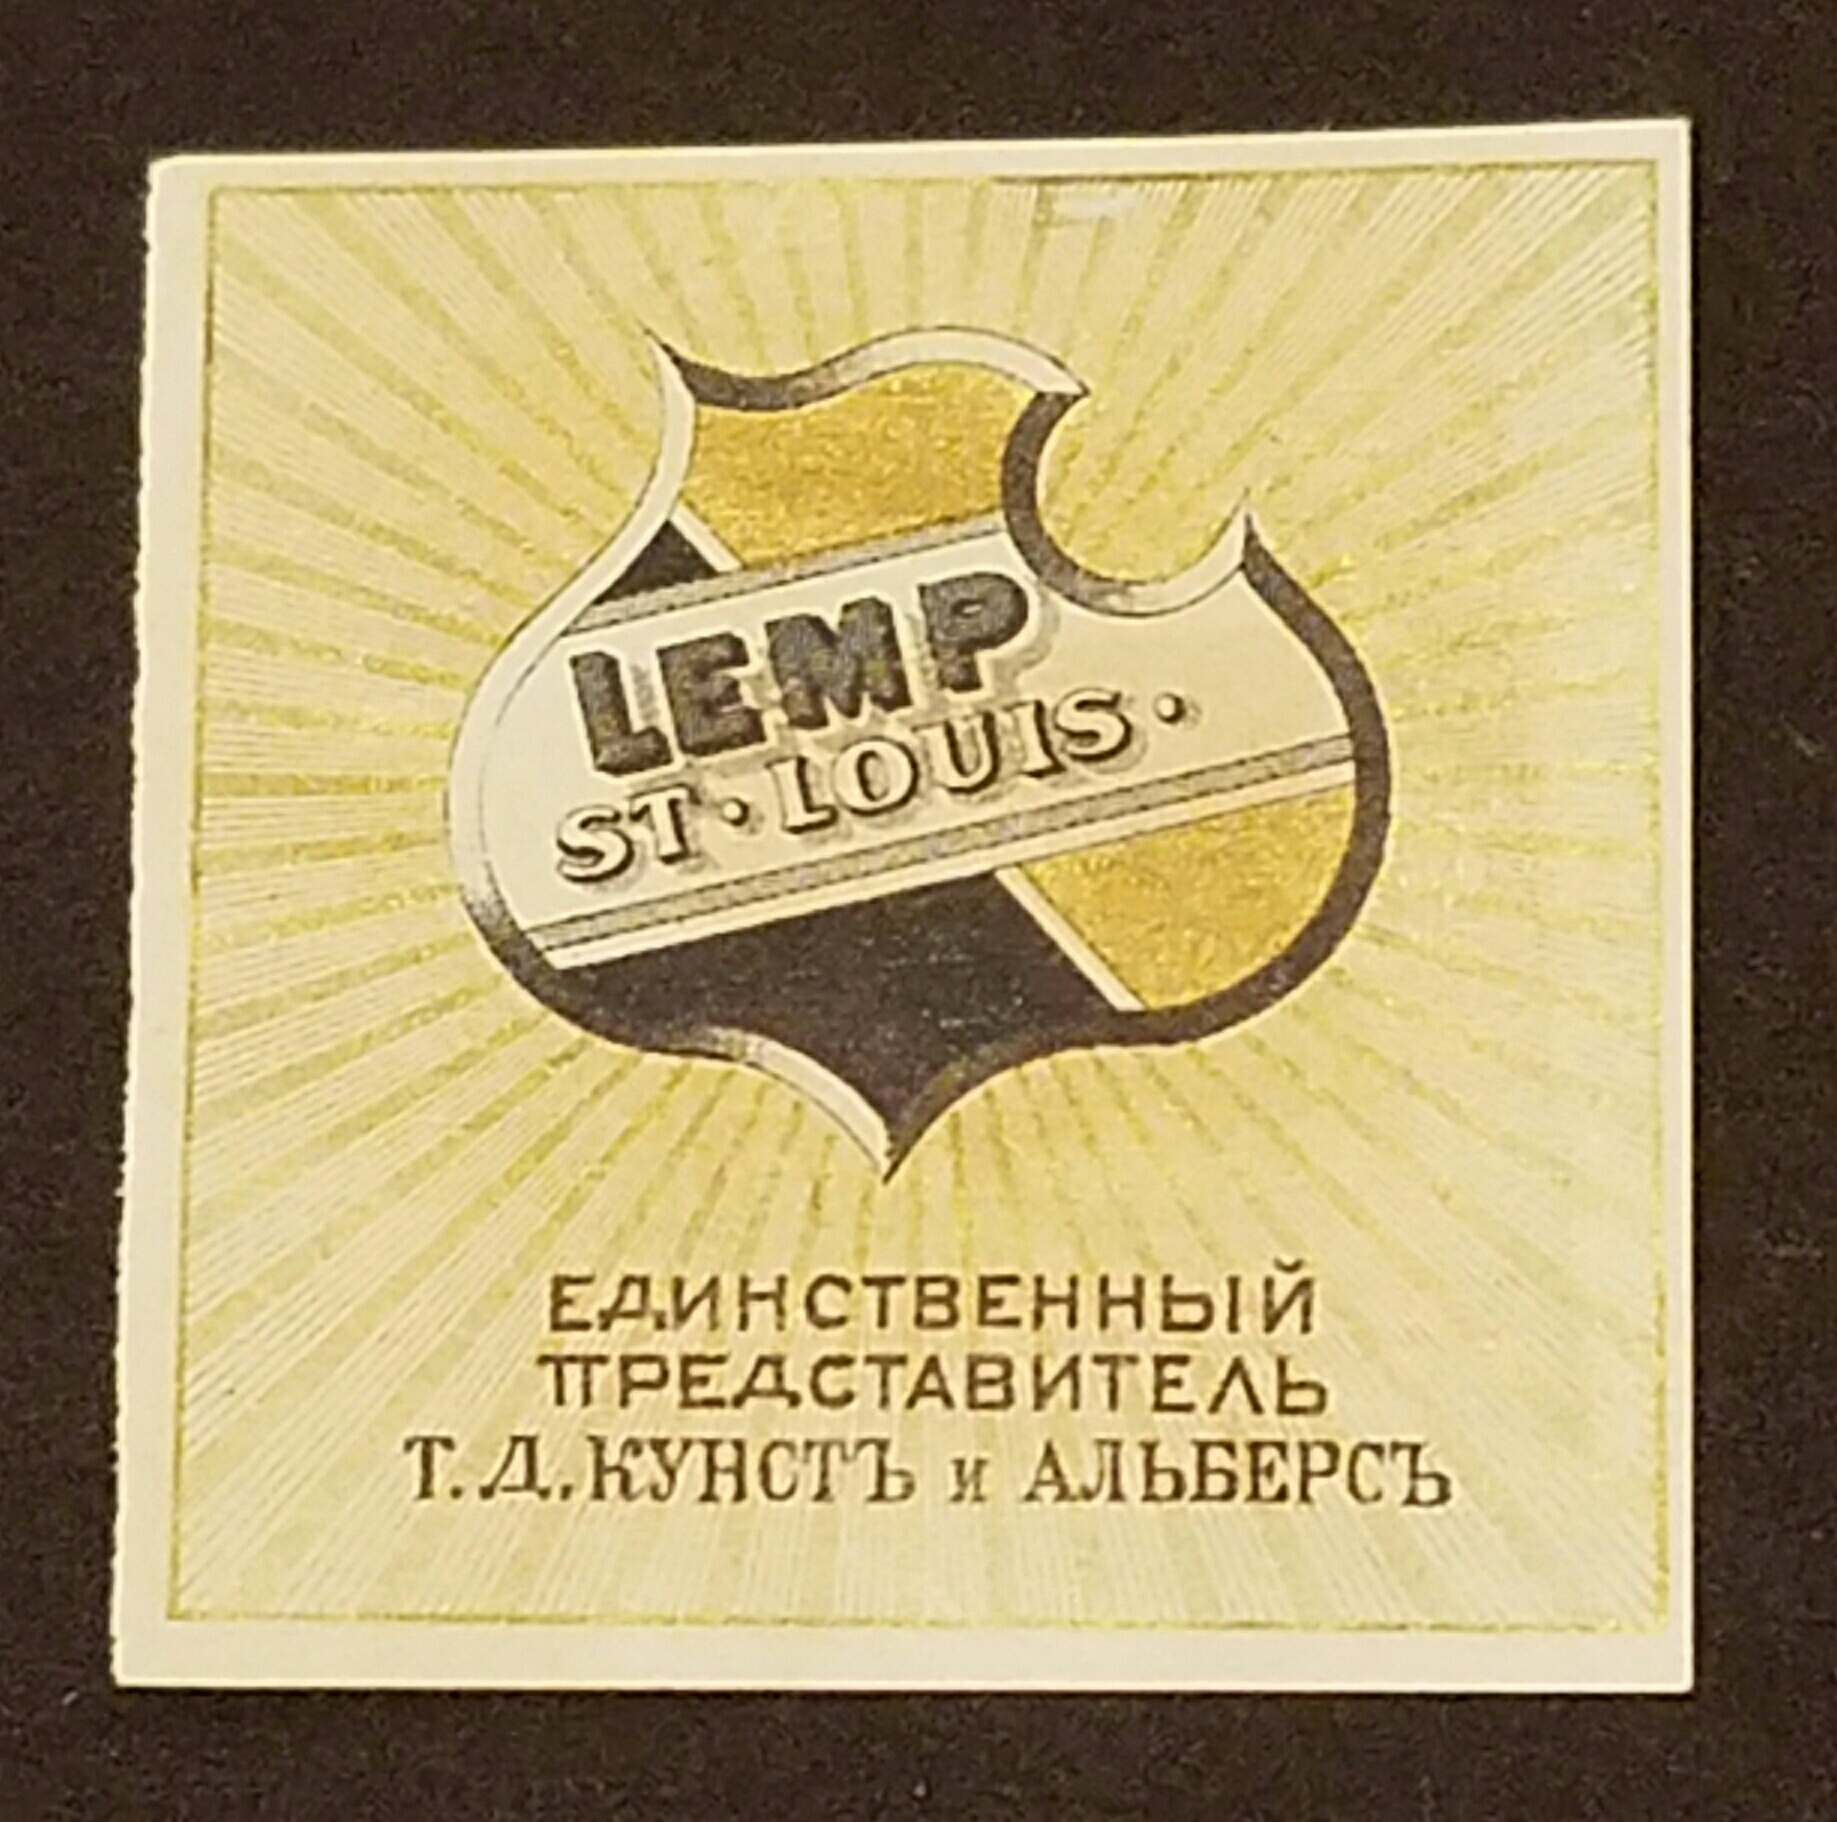 LEMP
ST·LOUIS·
ЕДИНСТВЕННЫЙ
ПРЕДСТАВИТЕЛЬ
Т.Д.КУНСТЪ и АЛЬБЕРСЪ